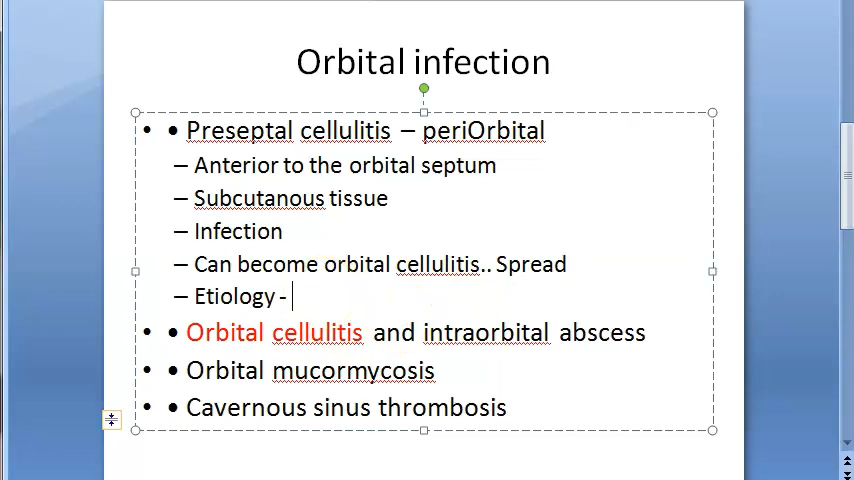 Orbital infection
• • Preseptal cellulitis – periOrbital
– Anterior to the orbital septum
– Subcutanous tissue
– Infection
– Can become orbital cellulitis.. Spread
– Etiology -
• • Orbital cellulitis and intraorbital abscess
• • Orbital mucormycosis
• • Cavernous sinus thrombosis